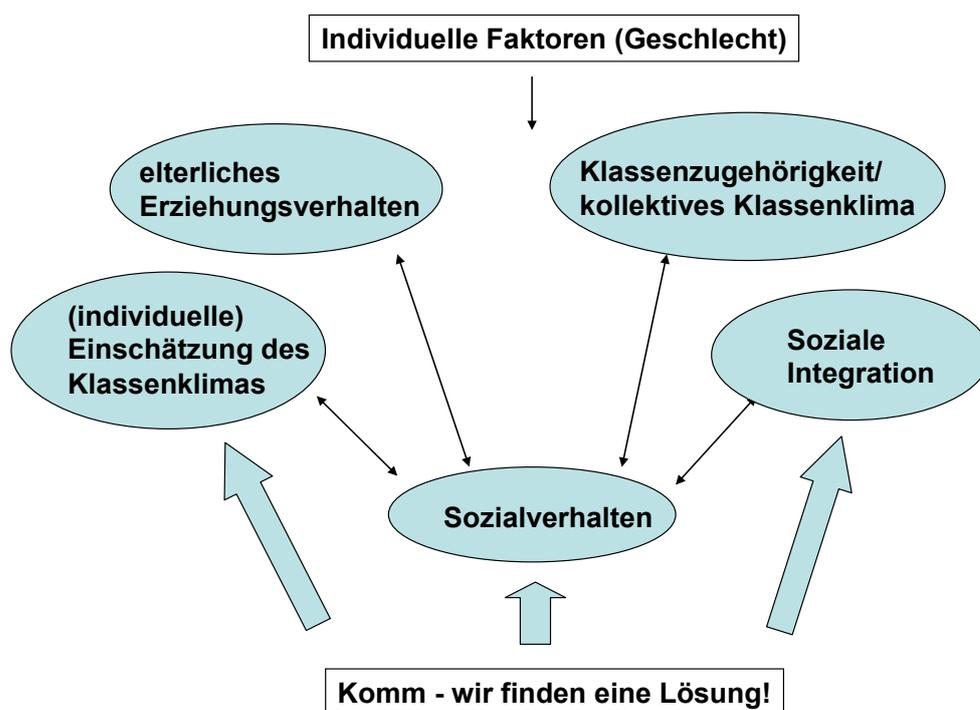 Individuelle Faktoren (Geschlecht)
elterliches
Erziehungsverhalten
Klassenzugehörigkeit/
kollektives Klassenklima
(individuelle)
Einschätzung des
Klassenklimas
Soziale
Integration
Sozialverhalten
Komm - wir finden eine Lösung!